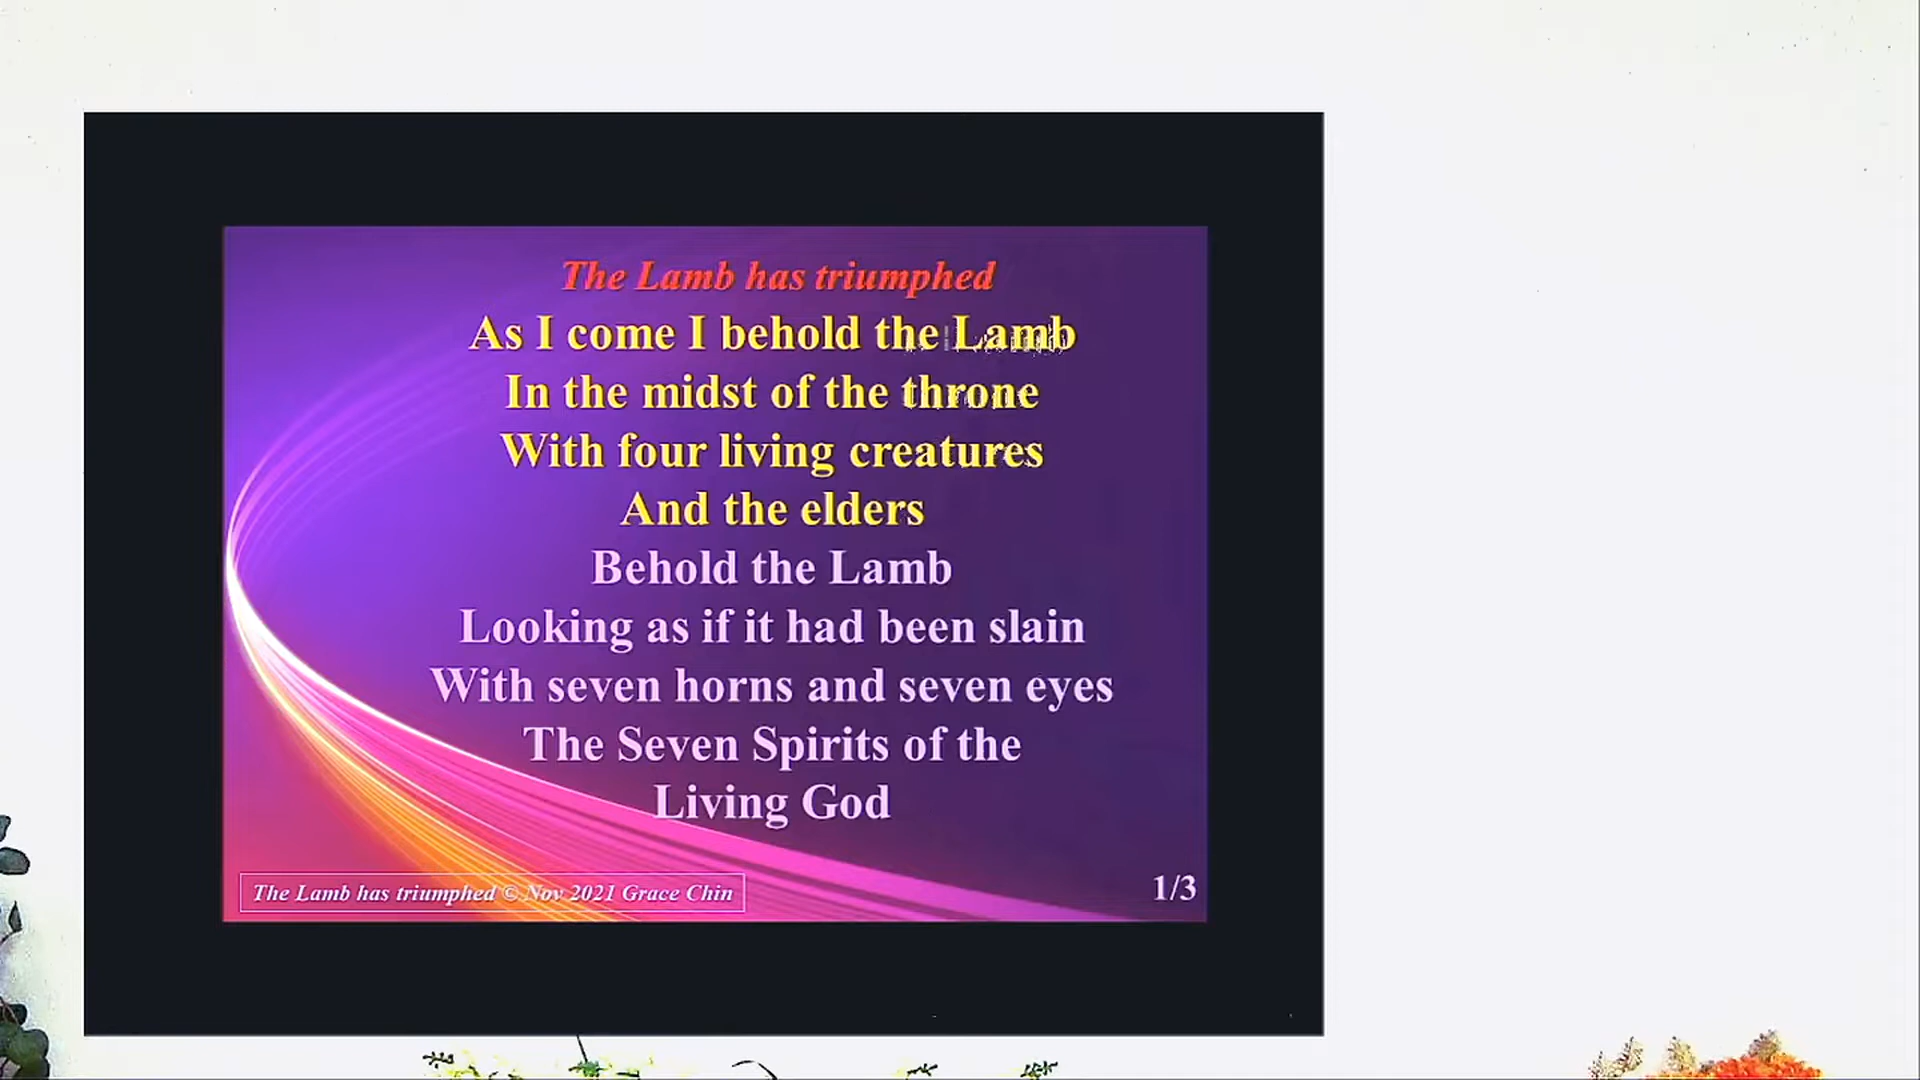 The Lamb has triumphed
As I come I behold the Lamb
In the midst of the throne
With four living creatures
And the elders
Behold the Lamb
Looking as if it had been slain
With seven horns and seven eyes
The Seven Spirits of the
Living God
The Lamb has triumphed © Nov 2021 Grace Chin
1/3